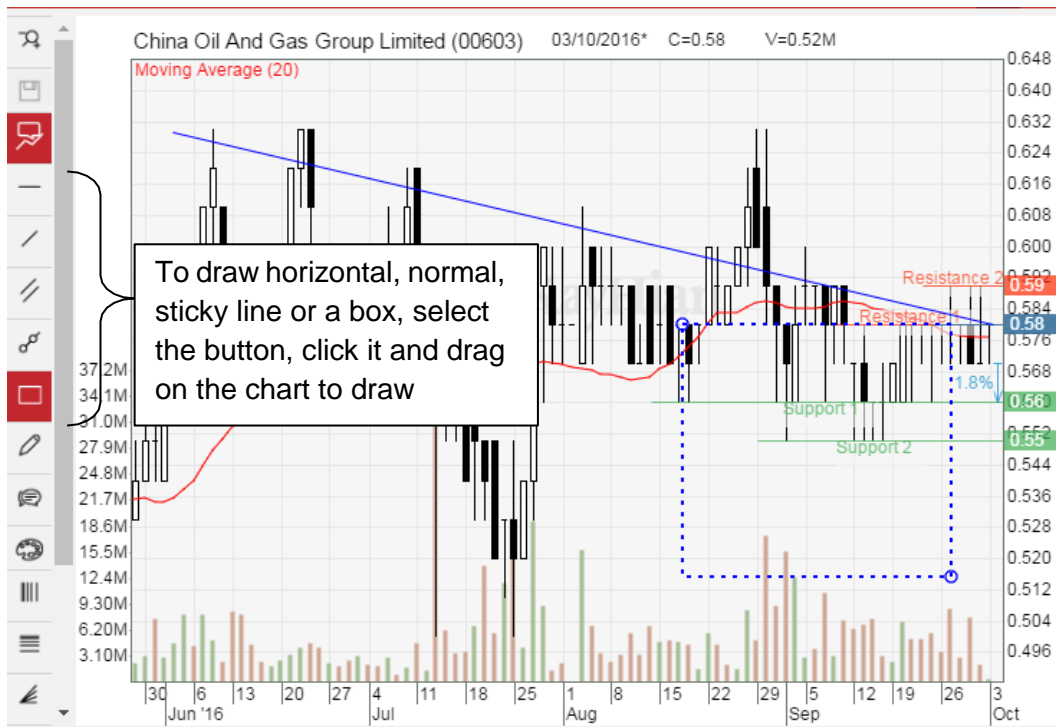 China Oil And Gas Group Limited (00603) 03/10/2016* C=0.58 V=0.52M
Moving Average (20)
To draw horizontal, normal,
sticky line or a box, select
the button, click it and drag
on the chart to draw
0.648
0.640
0.632
0.624
0.616
0.608
0.600
0.592
Resistance 2 0.59
0.584
Resistance 1 0.58
0.576
0.568
1.8%
Support 1 0.56
Support 2 0.55
0.544
0.536
0.528
0.520
0.512
0.504
0.496
37.2M
34.1M
31.0M
27.9M
24.8M
21.7M
18.6M
15.5M
12.4M
9.30M
6.20M
3.10M
30 6 13 20 27 4 11 18 25 1 8 15 22 29 5 12 19 26 3
Jun '16 Jul Aug Sep Oct